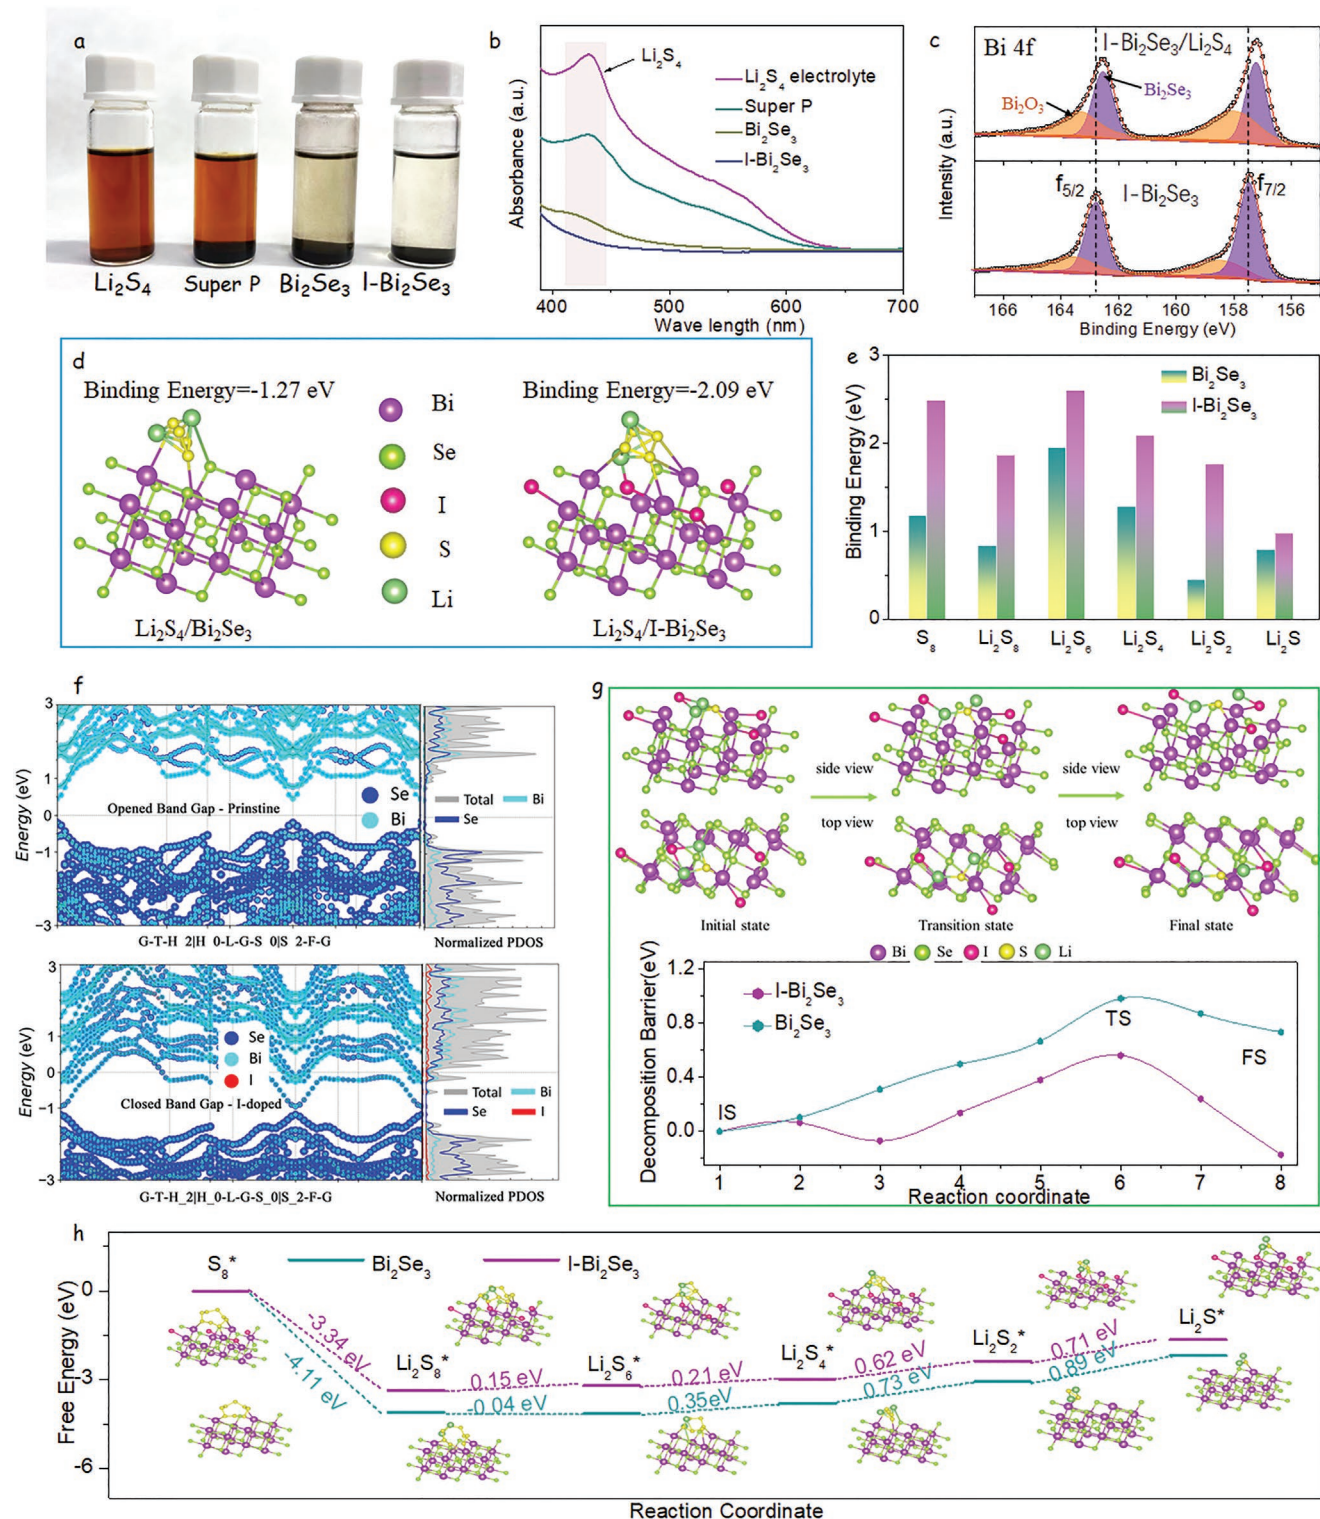 a
Li₂S₄
Super P
Bi₂Se₃
I-Bi₂Se₃
b
Absorbance (a.u.)
Li₂S₄
Li₂S₄ electrolyte
Super P
Bi₂Se₃
I-Bi₂Se₃
400 500 600 700
Wave length (nm)
c
Intensity (a.u.)
Bi 4f
I-Bi₂Se₃/Li₂S₄
Bi₂O₃
Bi₂Se₃
f5/2
I-Bi₂Se₃
f7/2
166 164 162 160 158 156
Binding Energy (eV)
d
Binding Energy=-1.27 eV
Binding Energy=-2.09 eV
Bi
Se
I
S
Li
Li₂S₄/Bi₂Se₃
Li₂S₄/I-Bi₂Se₃
e
Binding Energy (eV)
3
2
1
0
Bi₂Se₃
I-Bi₂Se₃
S₈ Li₂S₈ Li₂S₆ Li₂S₄ Li₂S₂ Li₂S
f
Energy (eV)
3
1
0
-1
-3
Opened Band Gap - Prinstine
Se
Bi
Total Bi
Se
G-T-H 2|H 0-L-G-S 0|S 2-F-G
Normalized PDOS
Energy (eV)
3
1
0
-1
-3
Se
Bi
I
Closed Band Gap - I-doped
Total Bi
Se I
G-T-H_2|H_0-L-G-S_0|S_2-F-G
Normalized PDOS
g
side view
side view
top view
top view
Initial state
Transition state
Final state
Bi Se I S Li
Decomposition Barrier(eV)
1.2
0.8
0.4
0.0
I-Bi₂Se₃
Bi₂Se₃
IS
TS
FS
1 2 3 4 5 6 7 8
Reaction coordinate
h
Free Energy (eV)
0
-3
-6
S₈*
Bi₂Se₃
I-Bi₂Se₃
-3.34 eV
-4.11 eV
Li₂S₈*
0.15 eV
-0.04 eV
Li₂S₆*
0.21 eV
0.35eV
Li₂S₄*
0.62 eV
0.73 eV
Li₂S₂*
0.71 eV
0.89 eV
Li₂S*
Reaction Coordinate